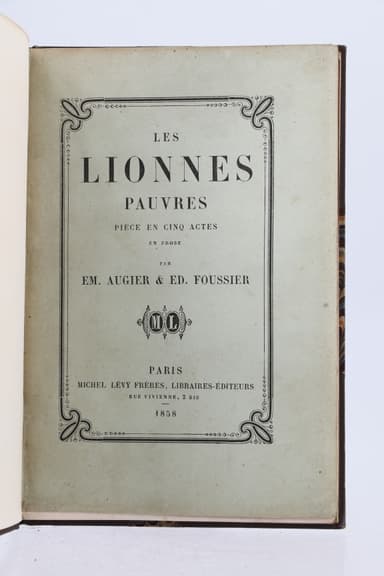 LES
LIONNES
PAUVRES
PIÈCE EN CINQ ACTES
EN PROSE
PAR
EM. AUGIER & ED. FOUSSIER
ML
PARIS
MICHEL LÉVY FRÈRES, LIBRAIRES-ÉDITEURS
RUE VIVIENNE, 2 BIS
1858